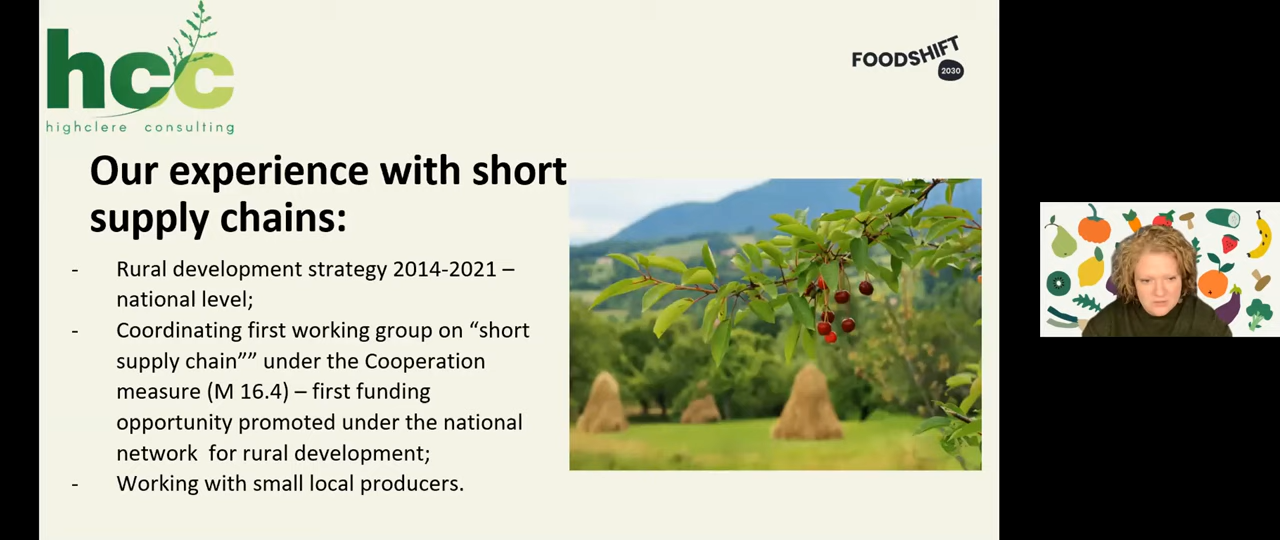 hcc
highclere consulting
FOODSHIFT
2030
Our experience with short
supply chains:
- Rural development strategy 2014-2021 –
national level;
- Coordinating first working group on “short
supply chain”” under the Cooperation
measure (M 16.4) – first funding
opportunity promoted under the national
network for rural development;
- Working with small local producers.